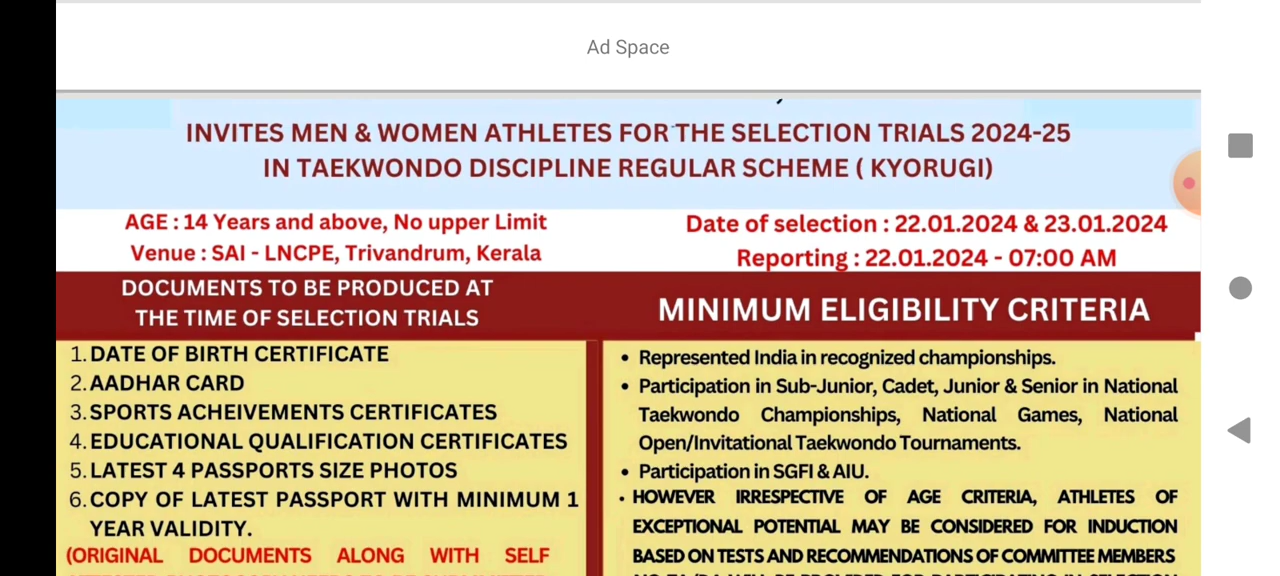 Ad Space
INVITES MEN & WOMEN ATHLETES FOR THE SELECTION TRIALS 2024-25
IN TAEKWONDO DISCIPLINE REGULAR SCHEME ( KYORUGI)
AGE : 14 Years and above, No upper Limit
Venue : SAI - LNCPE, Trivandrum, Kerala
Date of selection : 22.01.2024 & 23.01.2024
Reporting : 22.01.2024 - 07:00 AM
DOCUMENTS TO BE PRODUCED AT
THE TIME OF SELECTION TRIALS
1. DATE OF BIRTH CERTIFICATE
2. AADHAR CARD
3. SPORTS ACHEIVEMENTS CERTIFICATES
4. EDUCATIONAL QUALIFICATION CERTIFICATES
5. LATEST 4 PASSPORTS SIZE PHOTOS
6. COPY OF LATEST PASSPORT WITH MINIMUM 1
YEAR VALIDITY.
(ORIGINAL DOCUMENTS ALONG WITH SELF
MINIMUM ELIGIBILITY CRITERIA
• Represented India in recognized championships.
• Participation in Sub-Junior, Cadet, Junior & Senior in National
Taekwondo Championships, National Games, National
Open/Invitational Taekwondo Tournaments.
• Participation in SGFI & AIU.
• HOWEVER IRRESPECTIVE OF AGE CRITERIA, ATHLETES OF
EXCEPTIONAL POTENTIAL MAY BE CONSIDERED FOR INDUCTION
BASED ON TESTS AND RECOMMENDATIONS OF COMMITTEE MEMBERS